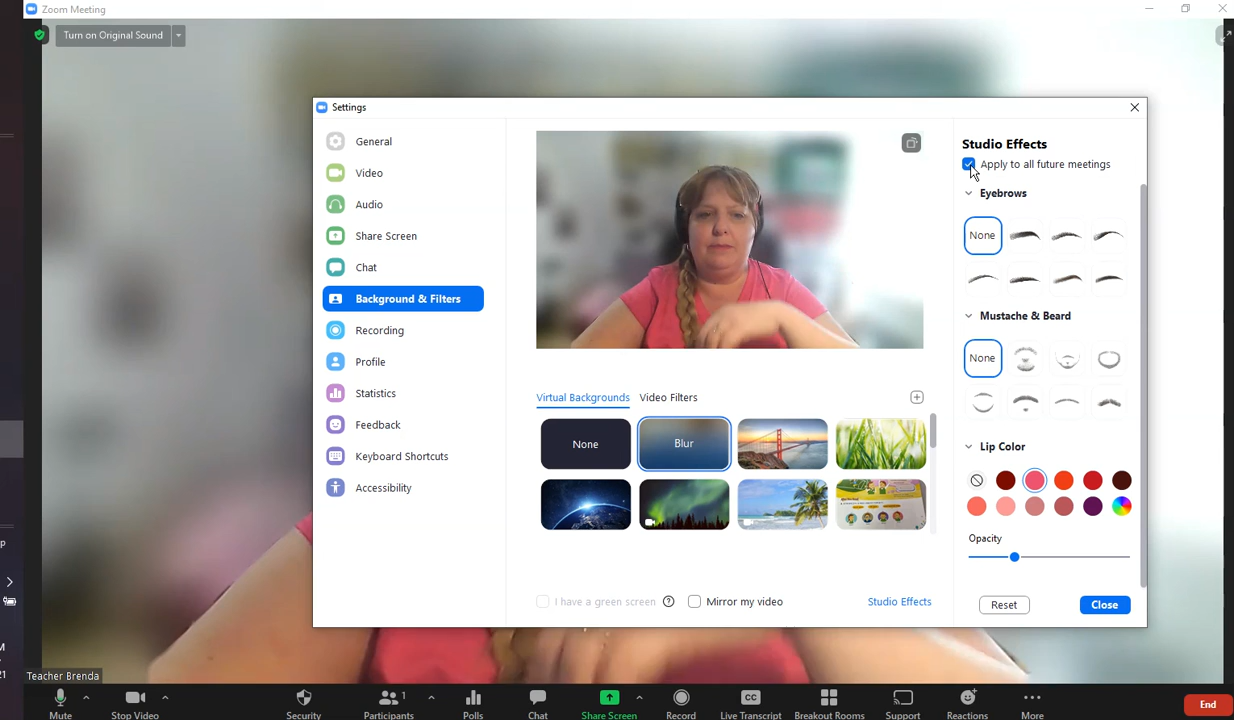 Zoom Meeting
Turn on Original Sound
Settings
General
Video
Audio
Share Screen
Chat
Background & Filters
Recording
Profile
Statistics
Feedback
Keyboard Shortcuts
Accessibility
Virtual Backgrounds
Video Filters
None
Blur
I have a green screen
Mirror my video
Studio Effects
Studio Effects
Apply to all future meetings
Eyebrows
None
Mustache & Beard
None
Lip Color
Opacity
Reset
Close
Teacher Brenda
Mute
Stop Video
Security
Participants
1
Polls
Chat
Share Screen
Record
CC
Live Transcript
Breakout Rooms
Support
Reactions
More
End